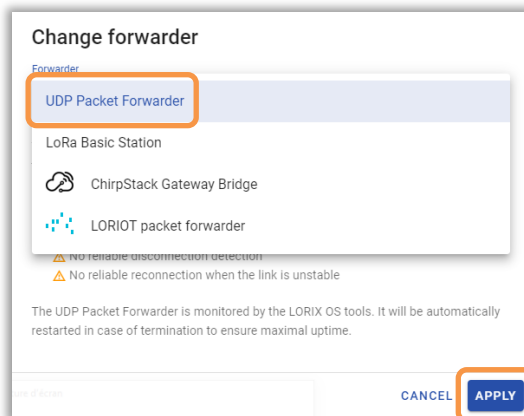 Change forwarder
Forwarder
UDP Packet Forwarder
LoRa Basic Station
ChirpStack Gateway Bridge
LORIOT packet forwarder
No reliable disconnection detection
No reliable reconnection when the link is unstable
The UDP Packet Forwarder is monitored by the LORIX OS tools. It will be automatically
restarted in case of termination to ensure maximal uptime.
CANCEL APPLY